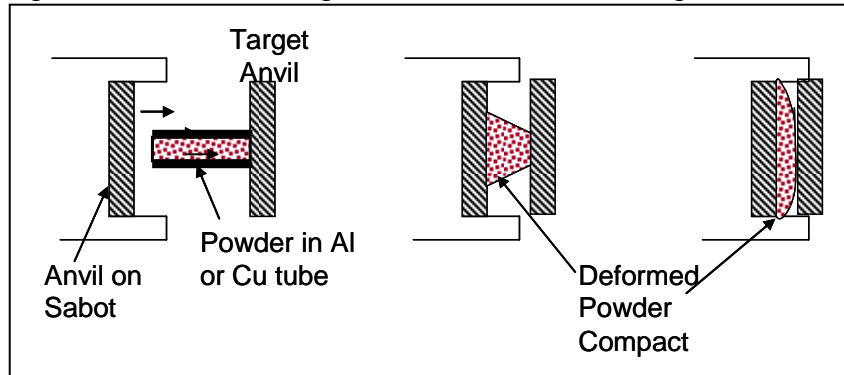 Target
Anvil
Powder in Al
or Cu tube
Anvil on
Sabot
Deformed
Powder
Compact